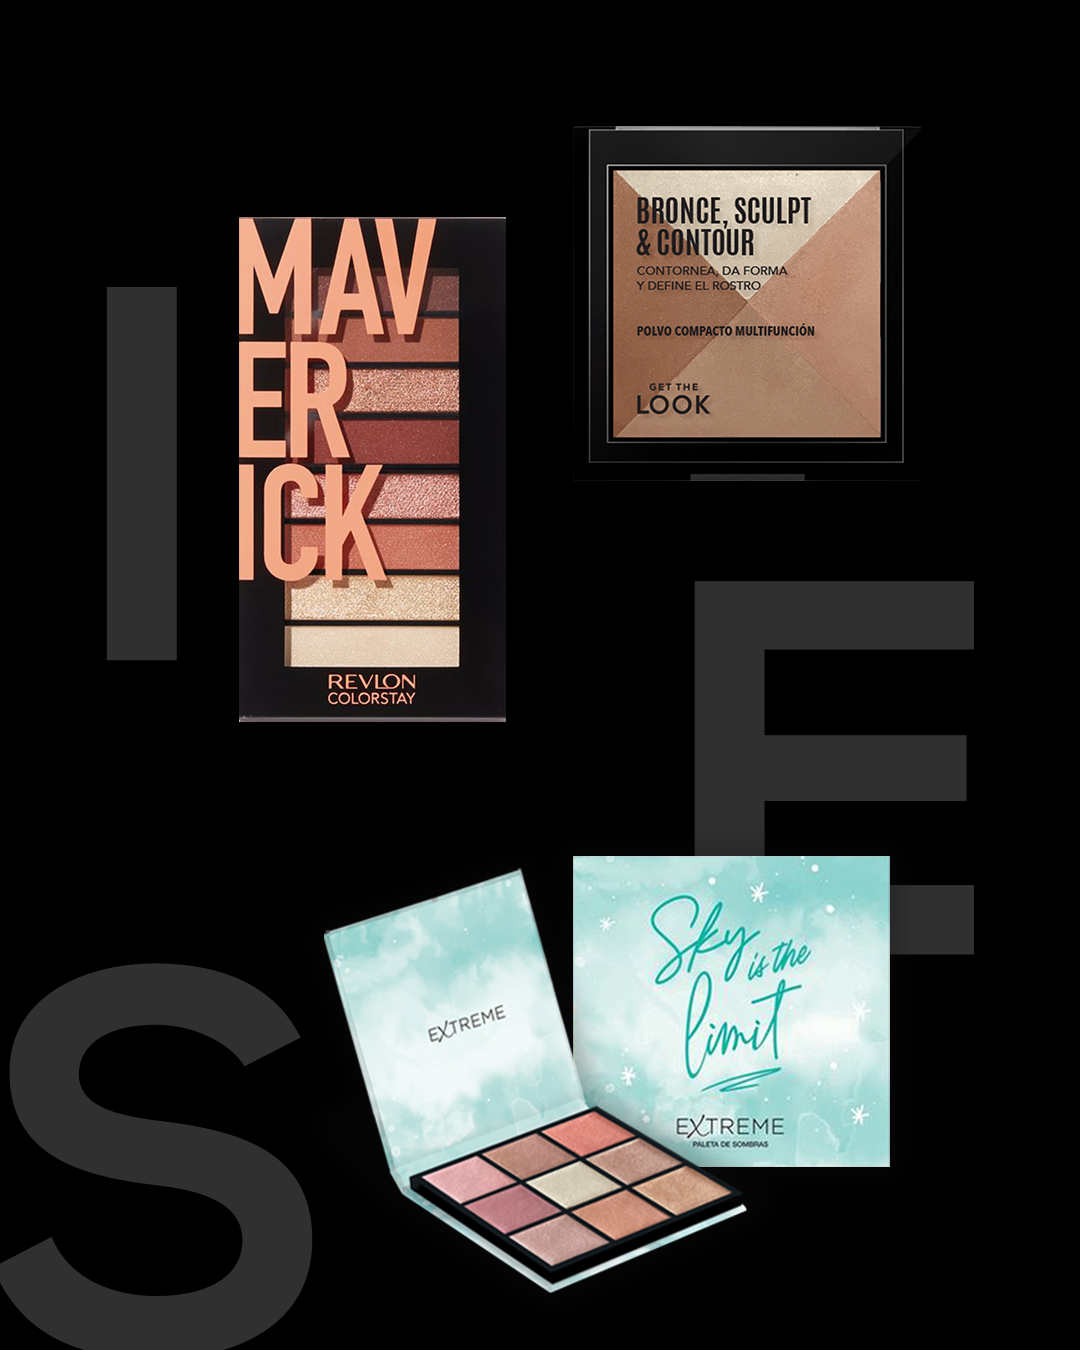 MAV
ER
ICK
REVLON
COLORSTAY
BRONCE, SCULPT
& CONTOUR
CONTORNEA, DA FORMA
Y DEFINE EL ROSTRO
POLVO COMPACTO MULTIFUNCIÓN
GET THE
LOOK
I
E
EXTREME
Sky
is the
limit
EXTREME
PALETA DE SOMBRAS
S